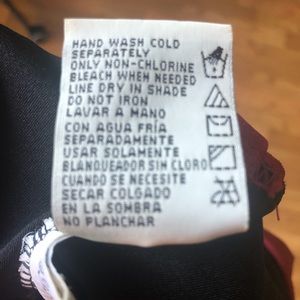 HAND WASH COLD
SEPARATELY
ONLY NON-CHLORINE
BLEACH WHEN NEEDED
LINE DRY IN SHADE
DO NOT IRON
LAVAR A MANO
CON AGUA FRÍA
SEPARADAMENTE
USAR SOLAMENTE
BLANQUEADOR SIN CLORO
CUANDO SE NECESITE
SECAR COLGADO
EN LA SOMBRA
NO PLANCHAR